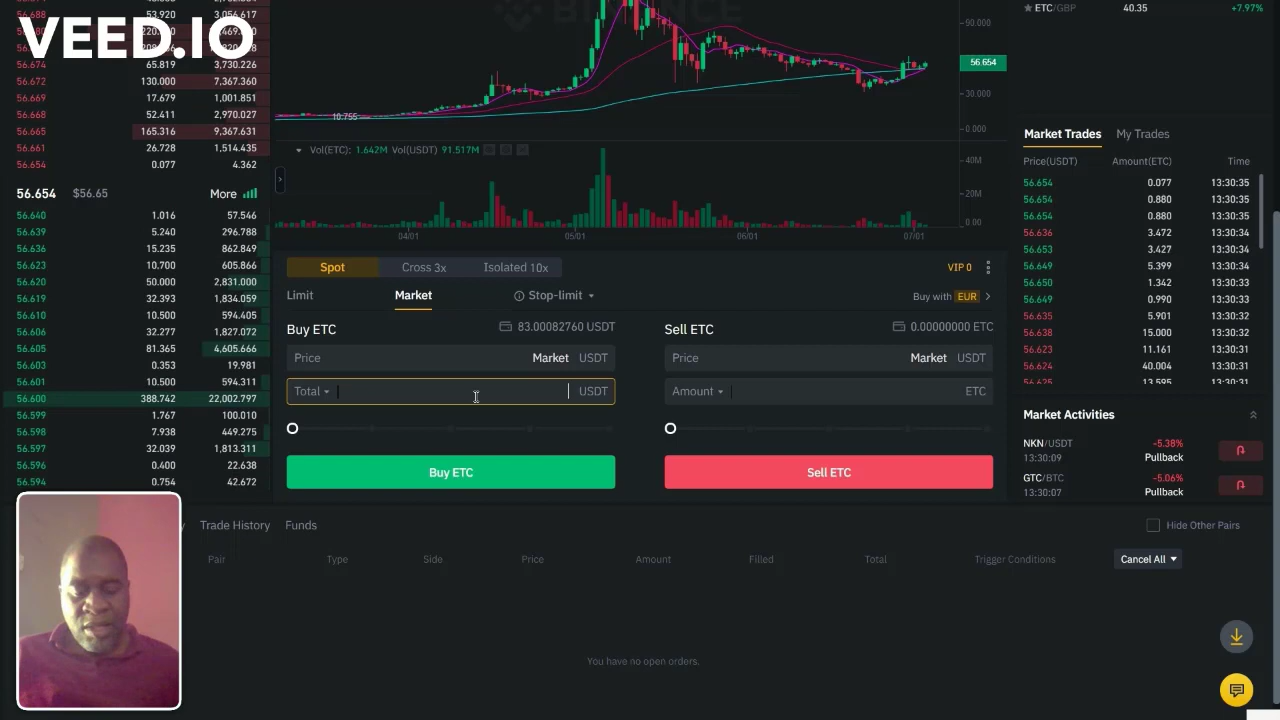 VEED.IO
BINANCE
53.920 3,056.617
56.688
56.674 65.819 3,730.226
56.672 130.000 7,367.360
56.669 17.679 1,001.851
56.668 52.411 2,970.027
56.665 165.316 9,367.631
56.661 26.728 1,514.435
56.654 0.077 4.362
56.654 $56.65 More
56.640 1.016 57.546
56.639 5.240 296.788
56.636 15.235 862.849
56.623 10.700 605.866
56.620 50.000 2,831.000
56.619 32.393 1,834.059
56.610 10.500 594.405
56.606 32.277 1,827.072
56.605 81.365 4,605.666
56.603 0.353 19.981
56.601 10.500 594.311
56.600 388.742 22,002.797
56.599 1.767 100.010
56.598 7.938 449.275
56.597 32.039 1,813.311
56.596 0.400 22.638
56.594 0.754 42.672
90.000
56.654
30.000
0.000
10.755
Vol(ETC): 1.642M Vol(USDT) 91.517M
40M
20M
0.00
04/01 05/01 06/01 07/01
Spot Cross 3x Isolated 10x VIP 0
Limit Market Stop-limit Buy with EUR
Buy ETC 83.00082760 USDT
Price Market USDT
Total USDT
Buy ETC
Sell ETC 0.00000000 ETC
Price Market USDT
Amount ETC
Sell ETC
ETC/GBP 40.35 +7.97%
Market Trades My Trades
Price(USDT) Amount(ETC) Time
56.654 0.077 13:30:35
56.654 0.880 13:30:35
56.654 0.880 13:30:35
56.636 3.472 13:30:34
56.653 3.427 13:30:34
56.649 5.399 13:30:34
56.650 1.342 13:30:34
56.649 0.990 13:30:33
56.635 5.901 13:30:32
56.638 15.000 13:30:32
56.623 11.161 13:30:31
56.624 40.004 13:30:31
56.625 13.595 13:30:31
Market Activities
NKN/USDT -5.38%
13:30:09 Pullback
GTC/BTC -5.06%
13:30:07 Pullback
Trade History Funds Hide Other Pairs
Pair Type Side Price Amount Filled Total Trigger Conditions Cancel All
You have no open orders.